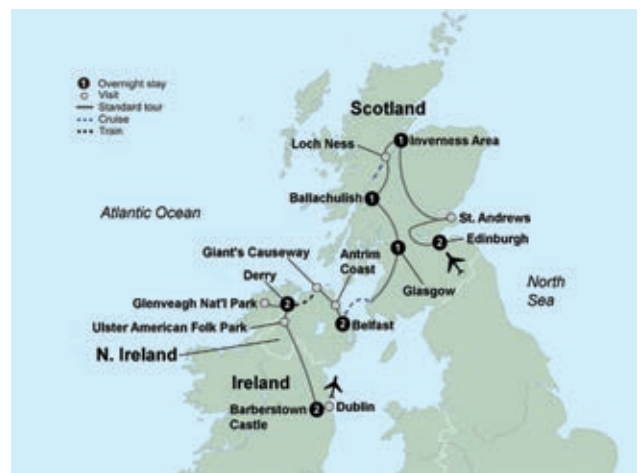 1 Overnight stay
Visit
Standard tour
Cruise
Train
Scotland
Loch Ness
1 Inverness Area
Ballachulish 1
Atlantic Ocean
St. Andrews
2 Edinburgh
Giant's Causeway
Antrim
Coast
1
Glasgow
North
Sea
Derry
2
Glenveagh Nat'l Park
Ulster American Folk Park
2 Belfast
N. Ireland
Ireland
Barberstown 2 Dublin
Castle